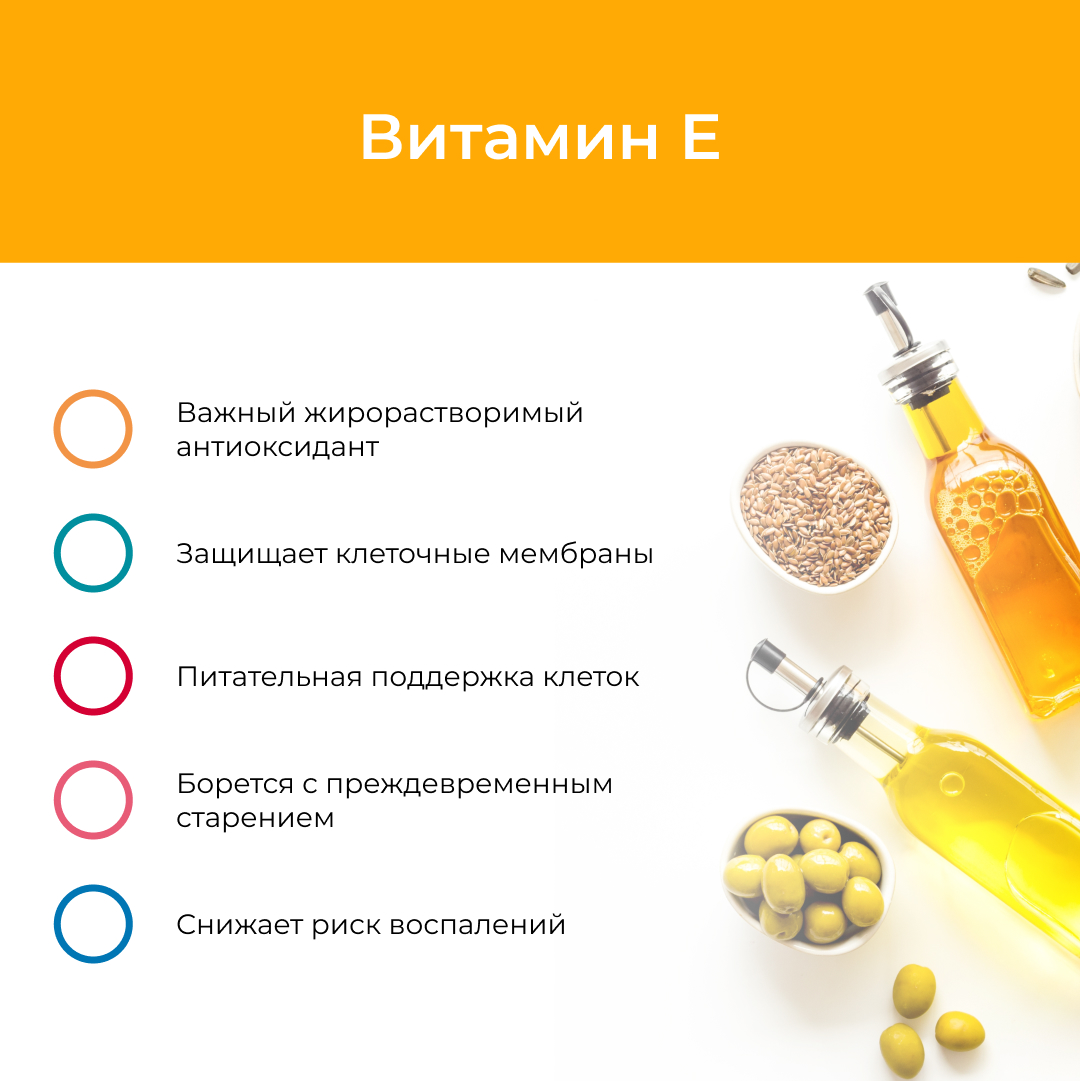 Витамин Е
Важный жирорастворимый
антиоксидант
Защищает клеточные мембраны
Питательная поддержка клеток
Борется с преждевременным
старением
Снижает риск воспалений